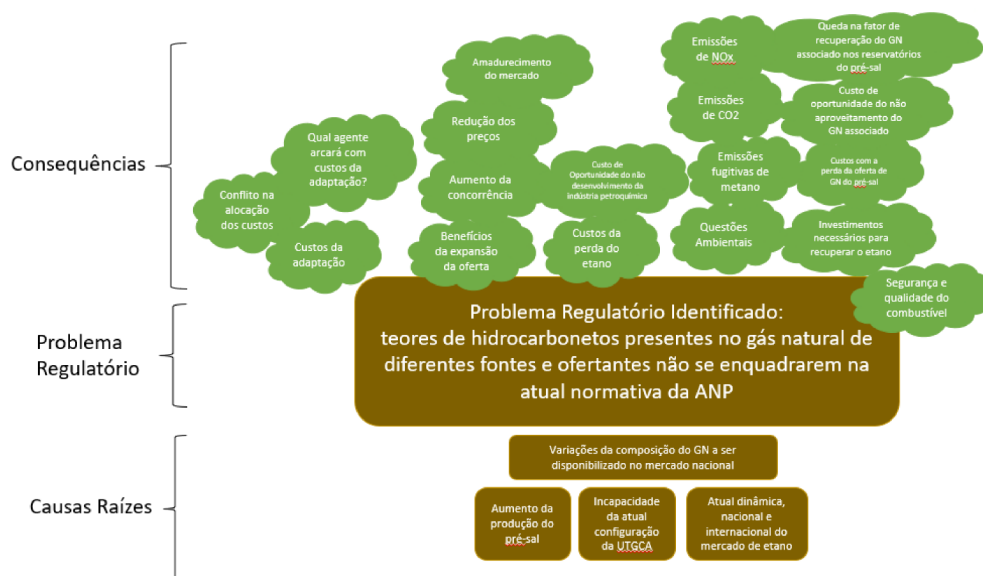 Consequências
Conflito na
alocação
dos custos
Qual agente
arcará com
custos da
adaptação?
Custos da
adaptação
Amadurecimento
do mercado
Redução dos
preços
Aumento da
concorrência
Benefícios
da expansão
da oferta
Custo de
Oportunidade do não
desenvolvimento da
indústria petroquímica
Custos da
perda do
etano
Emissões
de NOx
Emissões
de CO2
Emissões
fugitivas de
metano
Questões
Ambientais
Queda na fator de
recuperação do GN
associado nos reservatórios
do pré-sal
Custo de
oportunidade do não
aproveitamento do
GN associado
Custos com a
perda da oferta de
GN do pré-sal
Investimentos
necessários para
recuperar o etano
Segurança e
qualidade do
combustível
Problema
Regulatório
Problema Regulatório Identificado:
teores de hidrocarbonetos presentes no gás natural de
diferentes fontes e ofertantes não se enquadrarem na
atual normativa da ANP
Causas Raízes
Variações da composição do GN a ser
disponibilizado no mercado nacional
Aumento da
produção do
pré-sal
Incapacidade
da atual
configuração
da UTGCA
Atual dinâmica,
nacional e
internacional do
mercado de etano